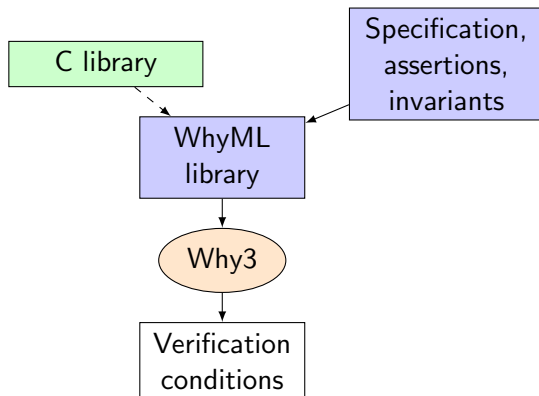 C library
Specification,
assertions,
invariants
WhyML
library
Why3
Verification
conditions